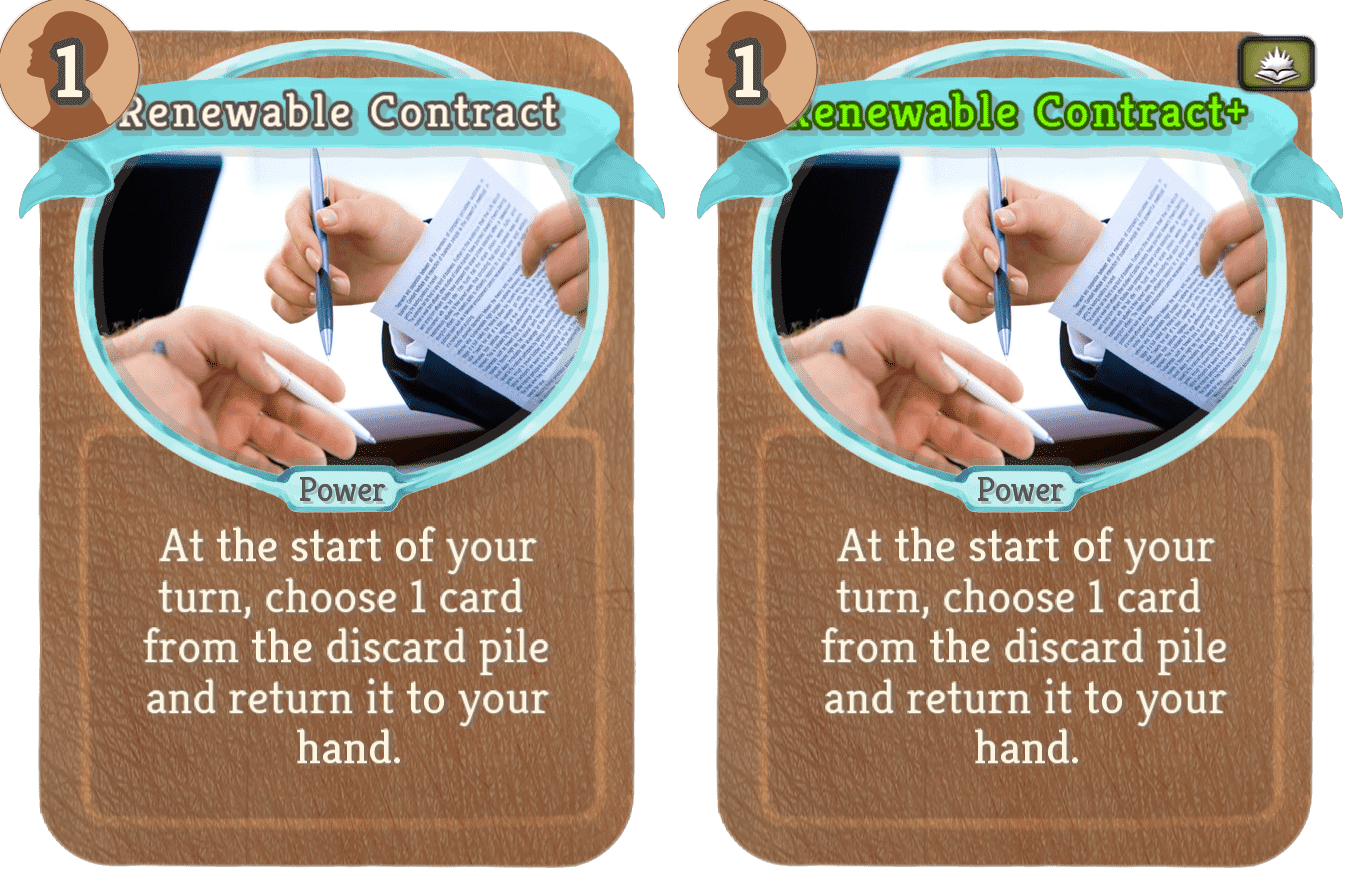 1
Renewable Contract
Power
At the start of your
turn, choose 1 card
from the discard pile
and return it to your
hand.
1
Renewable Contract+
Power
At the start of your
turn, choose 1 card
from the discard pile
and return it to your
hand.